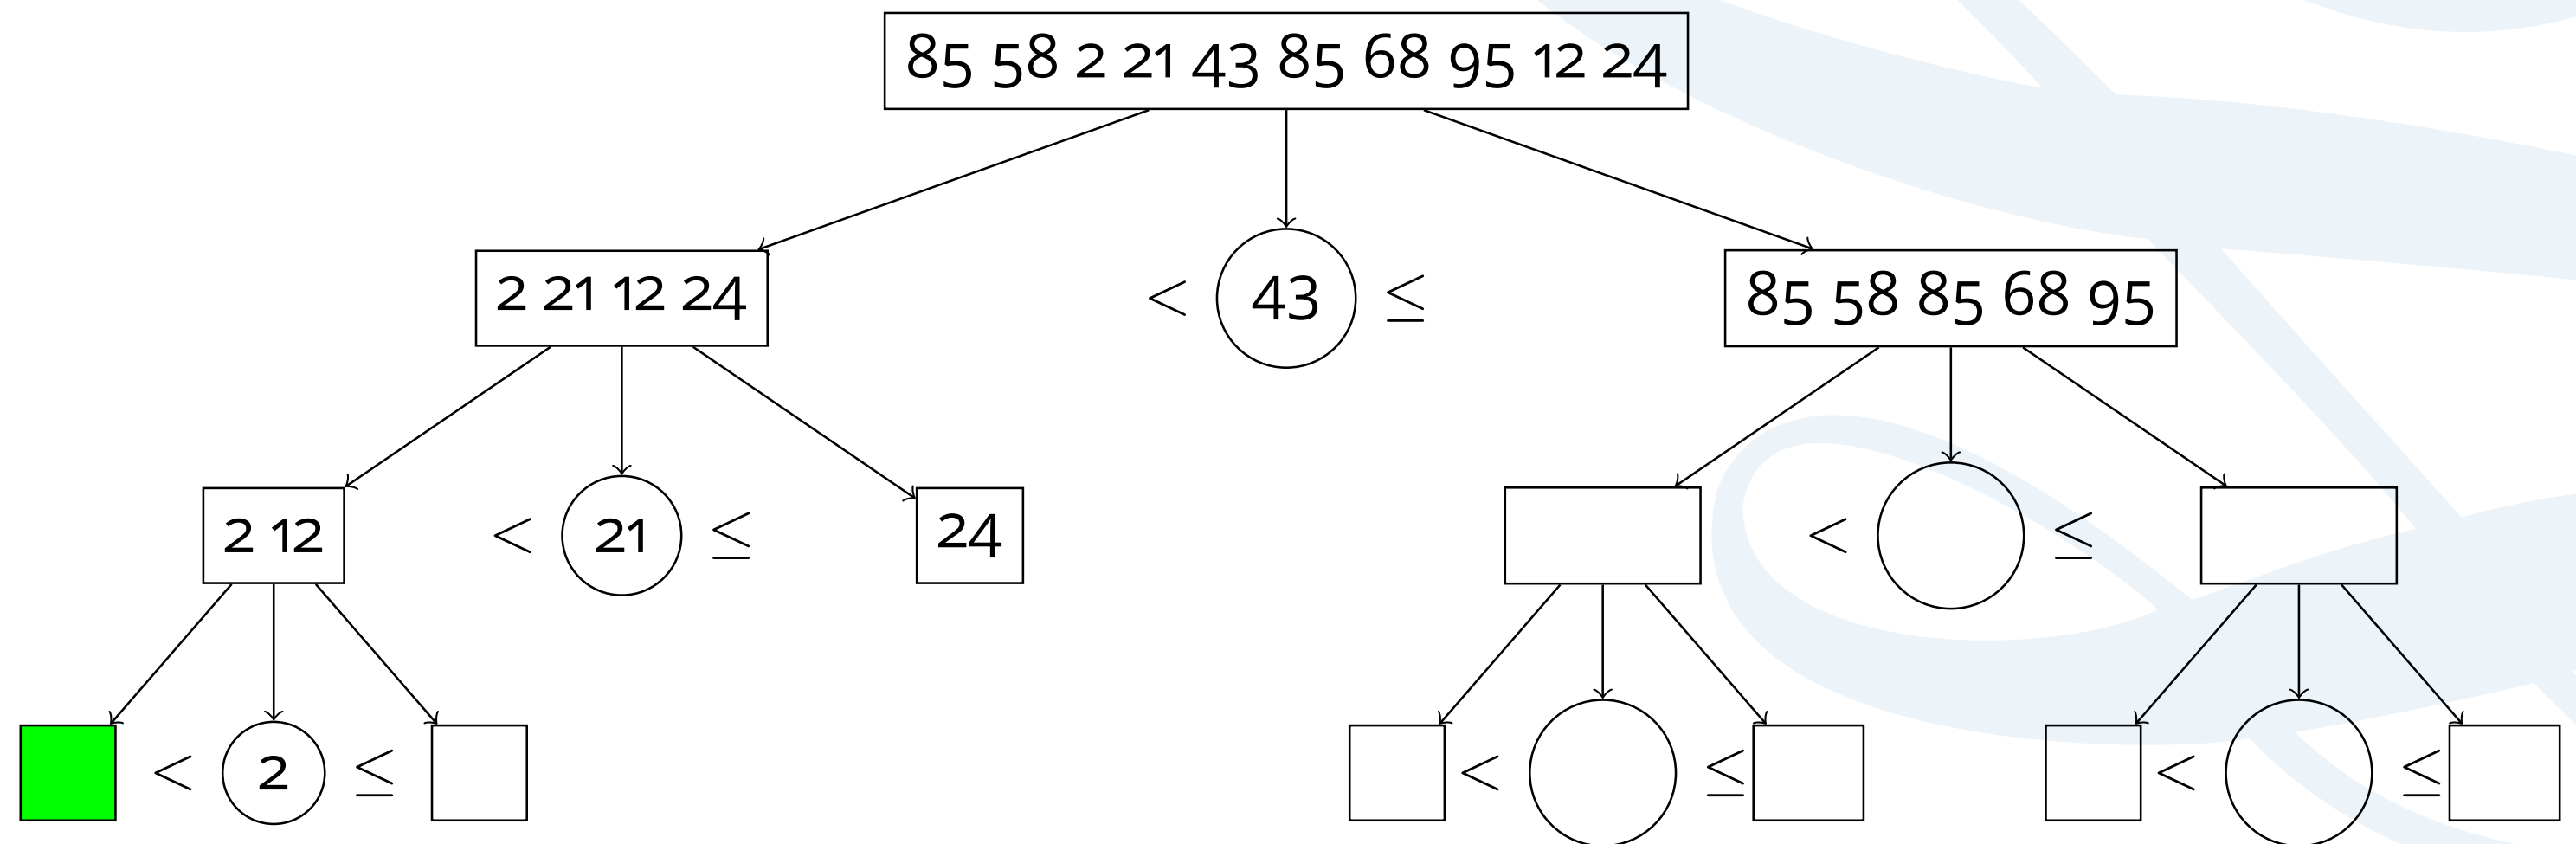 85 58 2 21 43 85 68 95 12 24
2 21 12 24 < 43 ≤ 85 58 85 68 95
2 12 < 21 ≤ 24 < ≤
< 2 ≤ < ≤ < ≤